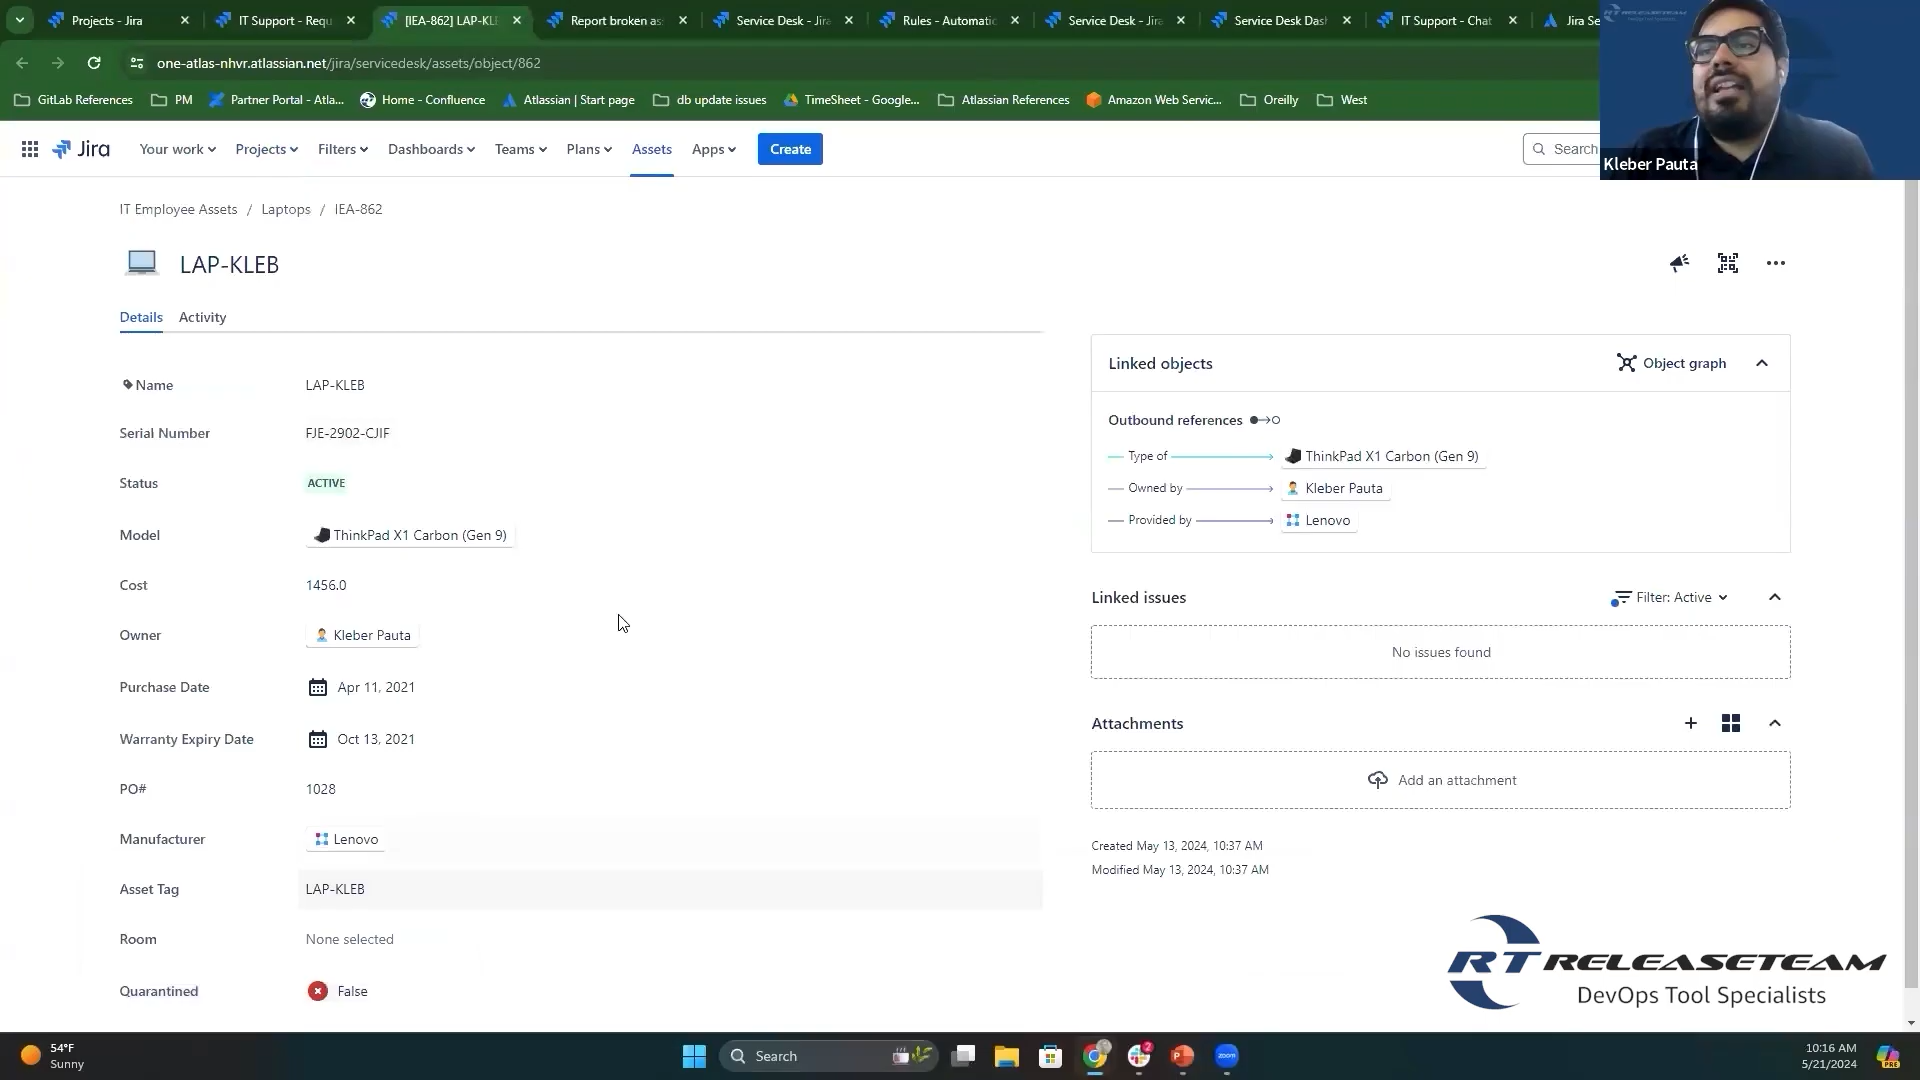 Projects - Jira
IT Support - Requ
[IEA-862] LAP-KLE
Report broken as
Service Desk - Jira
Rules - Automatic
Service Desk - Jira
Service Desk Das
IT Support - Chat
Jira Se
one-atlas-nhvr.atlassian.net/jira/servicedesk/assets/object/862
GitLab References
PM
Partner Portal - Atla...
Home - Confluence
Atlassian | Start page
db update issues
TimeSheet - Google...
Atlassian References
Amazon Web Servic...
Oreilly
West
Kleber Pauta
Jira
Your work
Projects
Filters
Dashboards
Teams
Plans
Assets
Apps
Create
Search
IT Employee Assets / Laptops / IEA-862
LAP-KLEB
Details
Activity
Name LAP-KLEB
Serial Number FJE-2902-CJIF
Status ACTIVE
Model ThinkPad X1 Carbon (Gen 9)
Cost 1456.0
Owner Kleber Pauta
Purchase Date Apr 11, 2021
Warranty Expiry Date Oct 13, 2021
PO# 1028
Manufacturer Lenovo
Asset Tag LAP-KLEB
Room None selected
Quarantined False
Linked objects
Object graph
Outbound references
Type of ThinkPad X1 Carbon (Gen 9)
Owned by Kleber Pauta
Provided by Lenovo
Linked issues
Filter: Active
No issues found
Attachments
Add an attachment
Created May 13, 2024, 10:37 AM
Modified May 13, 2024, 10:37 AM
RT RELEASETEAM
DevOps Tool Specialists
54°F
Sunny
Search
2
zoom
10:16 AM
5/21/2024
PRE